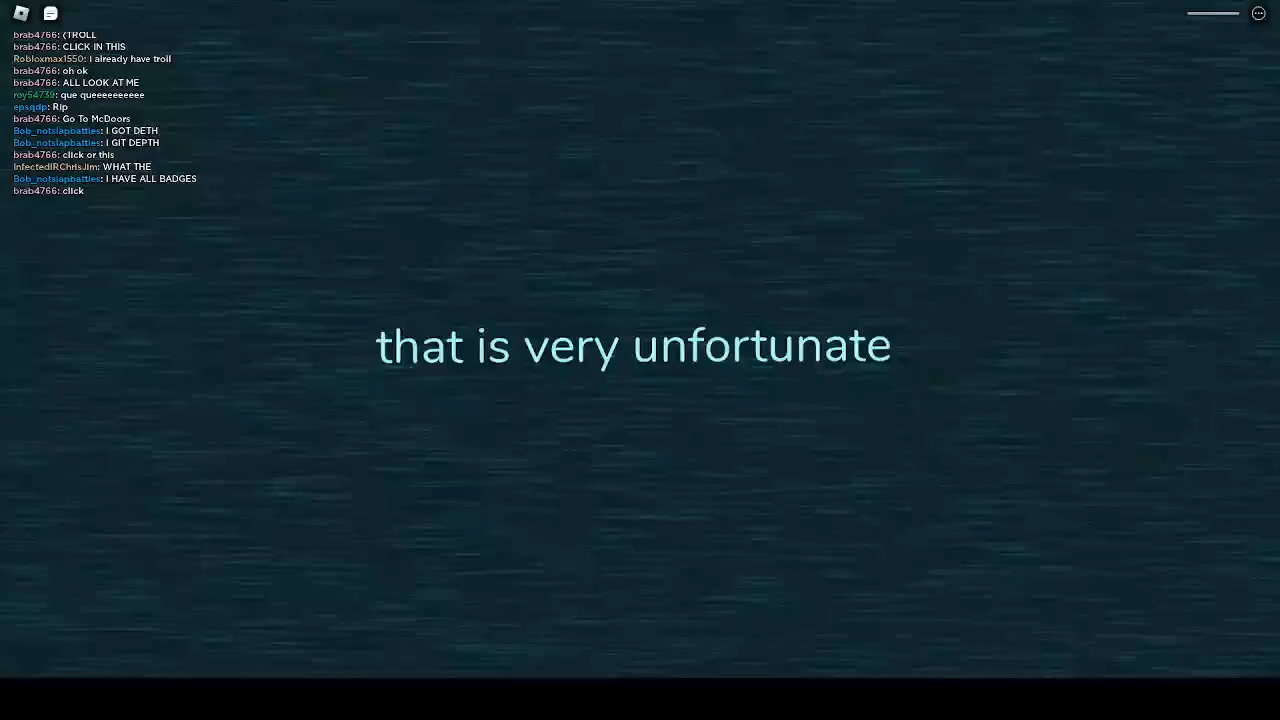 brab4766: (TROLL
brab4766: CLICK IN THIS
Robloxmax1550: I already have troll
brab4766: oh ok
brab4766: ALL LOOK AT ME
roy54739: que queeeeeeeeee
epsqdp: Rip
brab4766: Go To McDoors
Bob_notslapbattles: I GOT DETH
Bob_notslapbattles: I GIT DEPTH
brab4766: click or this
InfectedIRChrisJim: WHAT THE
Bob_notslapbattles: I HAVE ALL BADGES
brab4766: click
that is very unfortunate